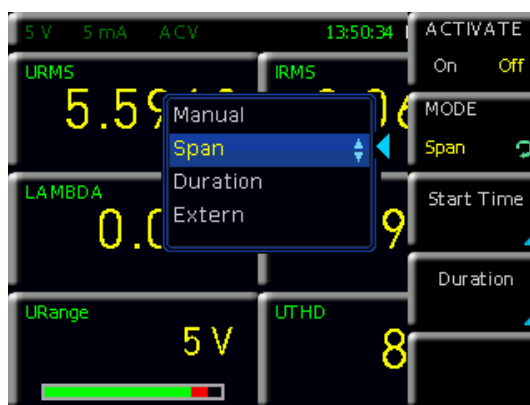 5 V 5 mA ACV 13:50:34
ACTIVATE
On Off
URMS
IRMS
MODE
Span
Manual
Span
Duration
Extern
LAMBDA
Start Time
Duration
URange
5 V
UTHD
8